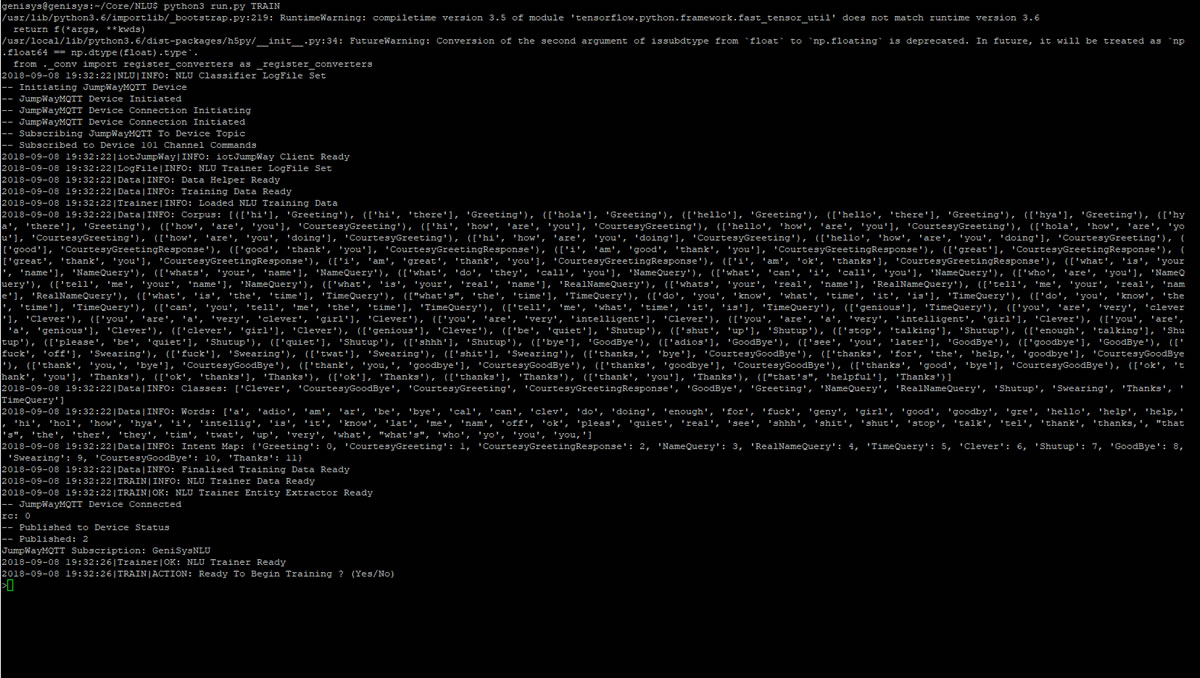 genisys@genisys:~/Core/NLU$ python3 run.py TRAIN
/usr/lib/python3.6/importlib/_bootstrap.py:219: RuntimeWarning: compiletime version 3.5 of module 'tensorflow.python.framework.fast_tensor_util' does not match runtime version 3.6
  return f(*args, **kwds)
/usr/local/lib/python3.6/dist-packages/h5py/__init__.py:34: FutureWarning: Conversion of the second argument of issubdtype from `float` to `np.floating` is deprecated. In future, it will be treated as `np
.float64 == np.dtype(float).type`.
  from ._conv import register_converters as _register_converters
2018-09-08 19:32:22|NLU|INFO: NLU Classifier LogFile Set
-- Initiating JumpWayMQTT Device
-- JumpWayMQTT Device Initiated
-- JumpWayMQTT Device Connection Initiating
-- JumpWayMQTT Device Connection Initiated
-- Subscribing JumpWayMQTT To Device Topic
-- Subscribed to Device 101 Channel Commands
2018-09-08 19:32:22|iotJumpWay|INFO: iotJumpWay Client Ready
2018-09-08 19:32:22|LogFile|INFO: NLU Trainer LogFile Set
2018-09-08 19:32:22|Data|INFO: Data Helper Ready
2018-09-08 19:32:22|Data|INFO: Training Data Ready
2018-09-08 19:32:22|Trainer|INFO: Loaded NLU Training Data
2018-09-08 19:32:22|Data|INFO: Corpus: [(['hi'], 'Greeting'), (['hi', 'there'], 'Greeting'), (['hola'], 'Greeting'), (['hello'], 'Greeting'), (['hello', 'there'], 'Greeting'), (['hya'], 'Greeting'), (['hy
a', 'there'], 'Greeting'), (['how', 'are', 'you'], 'CourtesyGreeting'), (['hi', 'how', 'are', 'you'], 'CourtesyGreeting'), (['hello', 'how', 'are', 'you'], 'CourtesyGreeting'), (['hola', 'how', 'are', 'yo
u'], 'CourtesyGreeting'), (['how', 'are', 'you', 'doing'], 'CourtesyGreeting'), (['hi', 'how', 'are', 'you', 'doing'], 'CourtesyGreeting'), (['hello', 'how', 'are', 'you', 'doing'], 'CourtesyGreeting'), (
['good'], 'CourtesyGreetingResponse'), (['good', 'thank', 'you'], 'CourtesyGreetingResponse'), (['i', 'am', 'good', 'thank', 'you'], 'CourtesyGreetingResponse'), (['great'], 'CourtesyGreetingResponse'), (
['great', 'thank', 'you'], 'CourtesyGreetingResponse'), (['i', 'am', 'great', 'thank', 'you'], 'CourtesyGreetingResponse'), (['i', 'am', 'ok', 'thanks'], 'CourtesyGreetingResponse'), (['what', 'is', 'your
', 'name'], 'NameQuery'), (['whats', 'your', 'name'], 'NameQuery'), (['what', 'do', 'they', 'call', 'you'], 'NameQuery'), (['what', 'can', 'i', 'call', 'you'], 'NameQuery'), (['who', 'are', 'you'], 'NameQ
uery'), (['tell', 'me', 'your', 'name'], 'NameQuery'), (['what', 'is', 'your', 'real', 'name'], 'RealNameQuery'), (['whats', 'your', 'real', 'name'], 'RealNameQuery'), (['tell', 'me', 'your', 'real', 'nam
e'], 'RealNameQuery'), (['what', 'is', 'the', 'time'], 'TimeQuery'), (["what's", 'the', 'time'], 'TimeQuery'), (['do', 'you', 'know', 'what', 'time', 'it', 'is'], 'TimeQuery'), (['do', 'you', 'know', 'the
', 'time'], 'TimeQuery'), (['can', 'you', 'tell', 'me', 'the', 'time'], 'TimeQuery'), (['tell', 'me', 'what', 'time', 'it', 'is'], 'TimeQuery'), (['genious'], 'TimeQuery'), (['you', 'are', 'very', 'clever
'], 'Clever'), (['you', 'are', 'a', 'very', 'clever', 'girl'], 'Clever'), (['you', 'are', 'very', 'intelligent'], 'Clever'), (['you', 'are', 'a', 'very', 'intelligent', 'girl'], 'Clever'), (['you', 'are',
 'a', 'genious'], 'Clever'), (['clever', 'girl'], 'Clever'), (['genious'], 'Clever'), (['be', 'quiet'], 'Shutup'), (['shut', 'up'], 'Shutup'), (['stop', 'talking'], 'Shutup'), (['enough', 'talking'], 'Shu
tup'), (['please', 'be', 'quiet'], 'Shutup'), (['quiet'], 'Shutup'), (['shhh'], 'Shutup'), (['bye'], 'GoodBye'), (['adios'], 'GoodBye'), (['see', 'you', 'later'], 'GoodBye'), (['goodbye'], 'GoodBye'), (['
fuck', 'off'], 'Swearing'), (['fuck'], 'Swearing'), (['twat'], 'Swearing'), (['shit'], 'Swearing'), (['thanks,', 'bye'], 'CourtesyGoodBye'), (['thanks', 'for', 'the', 'help,', 'goodbye'], 'CourtesyGoodBye
'), (['thank', 'you,', 'bye'], 'CourtesyGoodBye'), (['thank', 'you,', 'goodbye'], 'CourtesyGoodBye'), (['thanks', 'goodbye'], 'CourtesyGoodBye'), (['thanks', 'good', 'bye'], 'CourtesyGoodBye'), (['ok', 't
hank', 'you'], 'Thanks'), (['ok', 'thanks'], 'Thanks'), (['ok'], 'Thanks'), (['thanks'], 'Thanks'), (['thank', 'you'], 'Thanks'), (["that's", 'helpful'], 'Thanks')]
2018-09-08 19:32:22|Data|INFO: Classes: ['Clever', 'CourtesyGoodBye', 'CourtesyGreeting', 'CourtesyGreetingResponse', 'GoodBye', 'Greeting', 'NameQuery', 'RealNameQuery', 'Shutup', 'Swearing', 'Thanks', '
TimeQuery']
2018-09-08 19:32:22|Data|INFO: Words: ['a', 'adio', 'am', 'ar', 'be', 'bye', 'cal', 'can', 'clev', 'do', 'doing', 'enough', 'for', 'fuck', 'geny', 'girl', 'good', 'goodby', 'gre', 'hello', 'help', 'help,'
, 'hi', 'hol', 'how', 'hya', 'i', 'intellig', 'is', 'it', 'know', 'lat', 'me', 'nam', 'off', 'ok', 'pleas', 'quiet', 'real', 'see', 'shhh', 'shit', 'shut', 'stop', 'talk', 'tel', 'thank', 'thanks,', "that
's", 'the', 'ther', 'they', 'tim', 'twat', 'up', 'very', 'what', "what's", 'who', 'yo', 'you', 'you,']
2018-09-08 19:32:22|Data|INFO: Intent Map: {'Greeting': 0, 'CourtesyGreeting': 1, 'CourtesyGreetingResponse': 2, 'NameQuery': 3, 'RealNameQuery': 4, 'TimeQuery': 5, 'Clever': 6, 'Shutup': 7, 'GoodBye': 8,
 'Swearing': 9, 'CourtesyGoodBye': 10, 'Thanks': 11}
2018-09-08 19:32:22|Data|INFO: Finalised Training Data Ready
2018-09-08 19:32:22|TRAIN|INFO: NLU Trainer Data Ready
2018-09-08 19:32:22|TRAIN|OK: NLU Trainer Entity Extractor Ready
-- JumpWayMQTT Device Connected
rc: 0
-- Published to Device Status
-- Published: 2
JumpWayMQTT Subscription: GeniSysNLU
2018-09-08 19:32:26|Trainer|OK: NLU Trainer Ready
2018-09-08 19:32:26|TRAIN|ACTION: Ready To Begin Training ? (Yes/No)
>